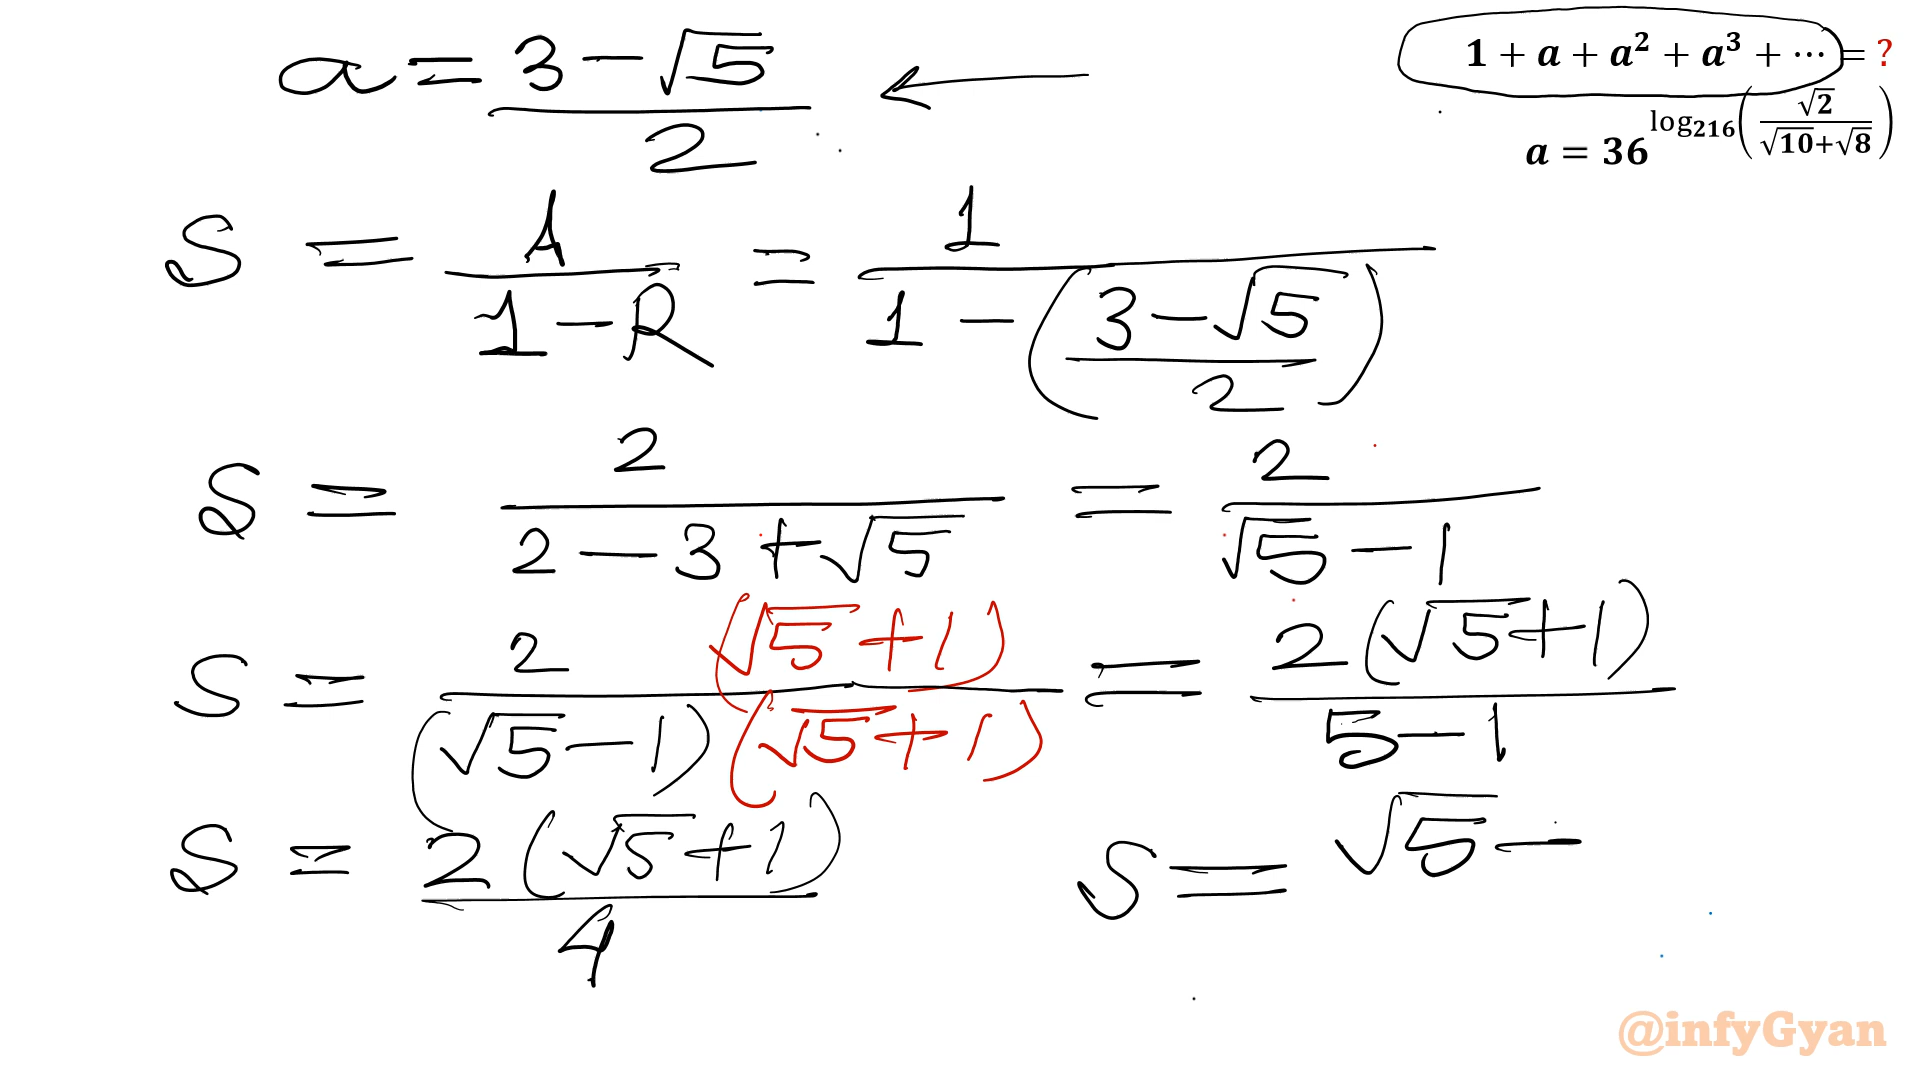 a = (3 − √5)/2 ←
1 + a + a² + a³ + ⋯ = ?
a = 36^(log₂₁₆(√2/(√10+√8)))
S = A/(1 − R) = 1/(1 − ((3 − √5)/2))
S = 2/(2 − 3 + √5) = 2/(√5 − 1)
S = 2 (√5 + 1)/((√5 − 1) (√5 + 1)) = 2(√5 + 1)/(5 − 1)
S = 2(√5 + 1)/4
S = √5 −
@infyGyan